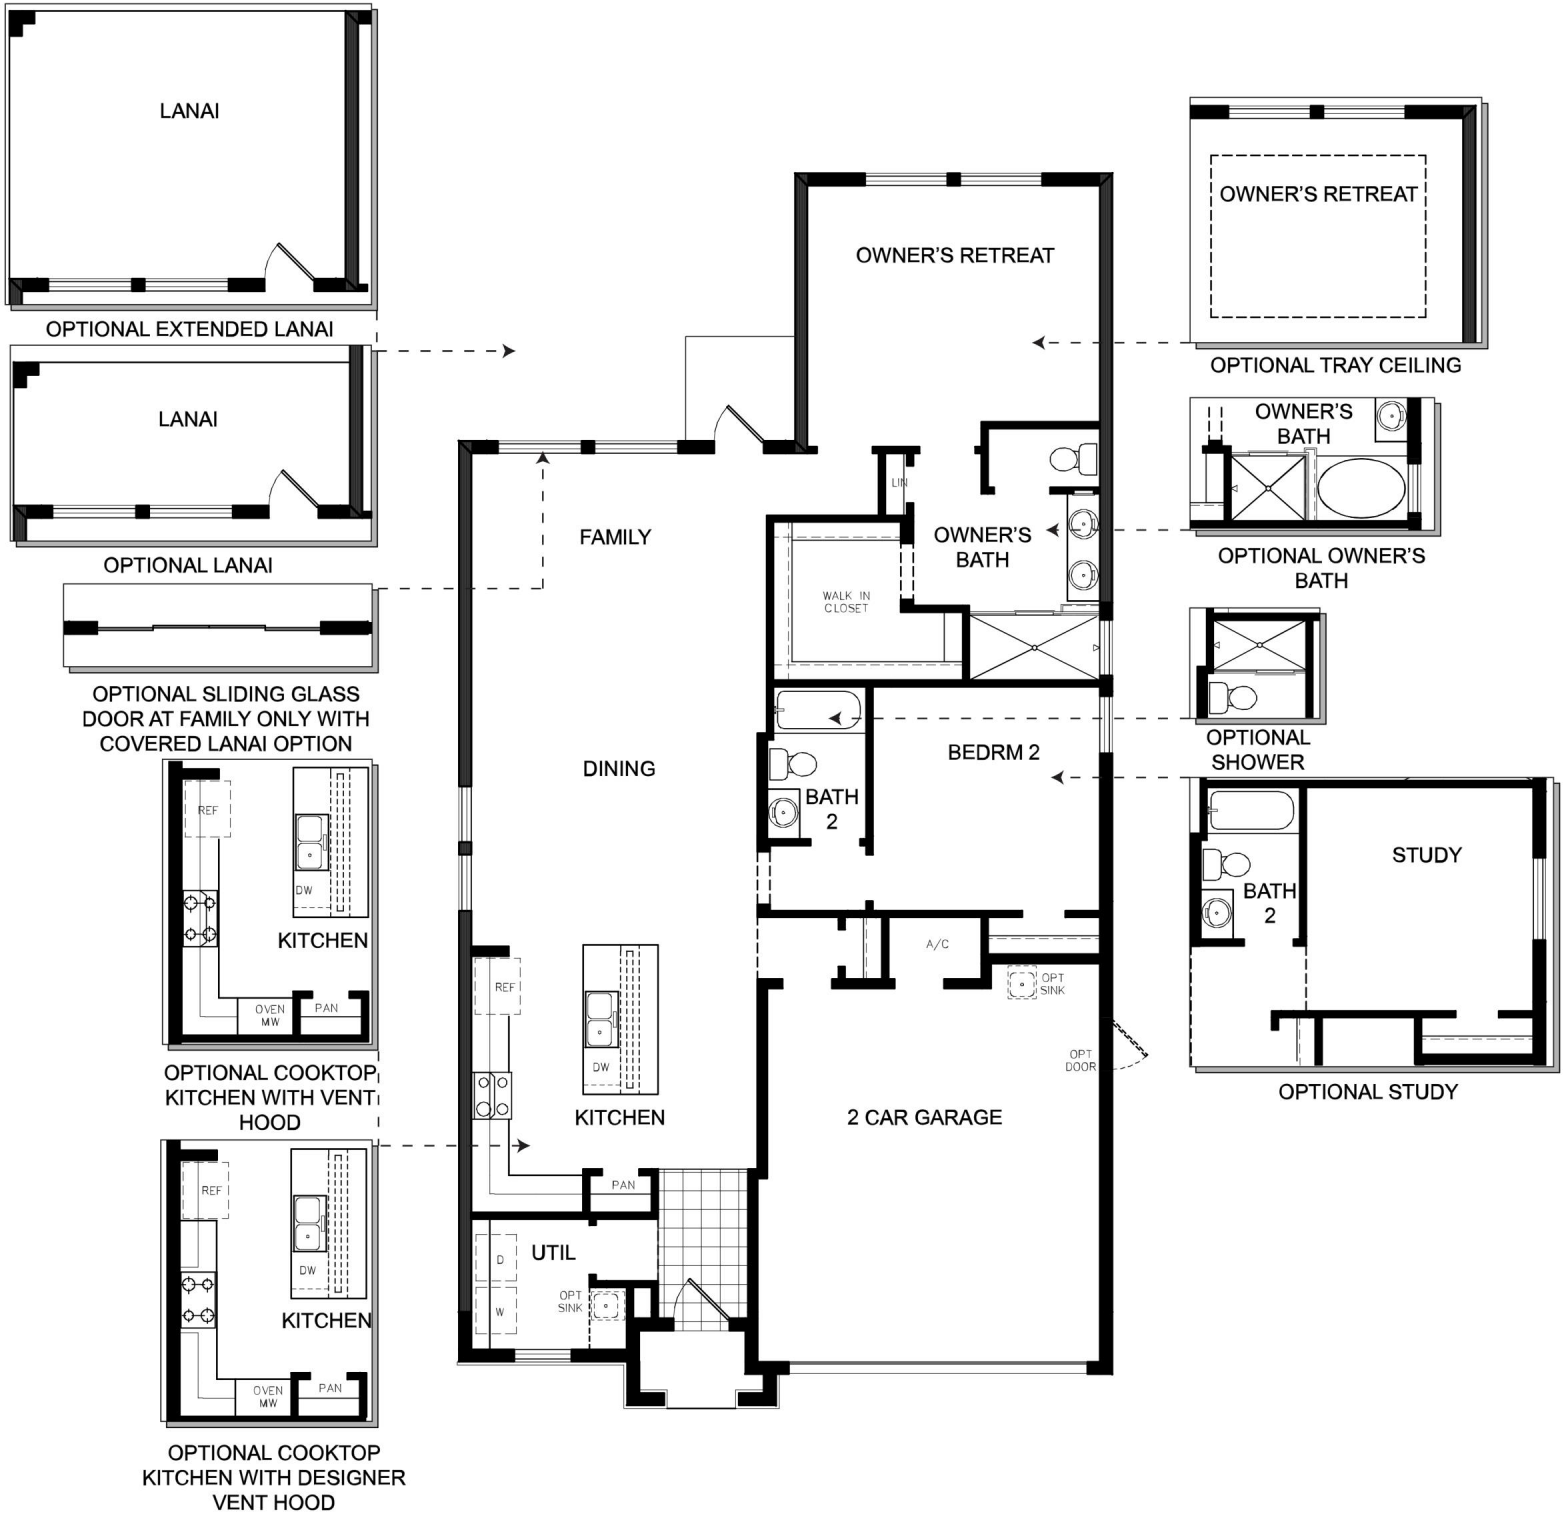 LANAI
OPTIONAL EXTENDED LANAI
LANAI
OPTIONAL LANAI
OPTIONAL SLIDING GLASS
DOOR AT FAMILY ONLY WITH
COVERED LANAI OPTION
REF
DW
KITCHEN
OVEN
MW
PAN
OPTIONAL COOKTOP
KITCHEN WITH VENT
HOOD
REF
DW
KITCHEN
OVEN
MW
PAN
OPTIONAL COOKTOP
KITCHEN WITH DESIGNER
VENT HOOD
OWNER'S RETREAT
LIN
FAMILY
OWNER'S
BATH
WALK IN
CLOSET
DINING
BEDRM 2
BATH
2
A/C
REF
OPT
SINK
DW
OPT
DOOR
KITCHEN
2 CAR GARAGE
PAN
UTIL
D
W
OPT
SINK
OWNER'S RETREAT
OPTIONAL TRAY CEILING
OWNER'S
BATH
OPTIONAL OWNER'S
BATH
OPTIONAL
SHOWER
STUDY
BATH
2
OPTIONAL STUDY